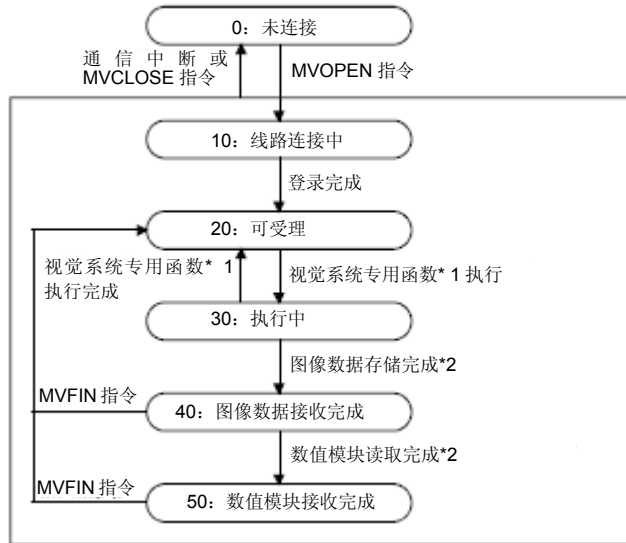 0：未连接
通信中断或
MVCLOSE 指令
MVOPEN 指令
10：线路连接中
登录完成
20：可受理
视觉系统专用函数* 1
执行完成
视觉系统专用函数* 1 执行
30：执行中
图像数据存储完成*2
MVFIN 指令
40：图像数据接收完成
数值模块读取完成*2
MVFIN 指令
50：数值模块接收完成